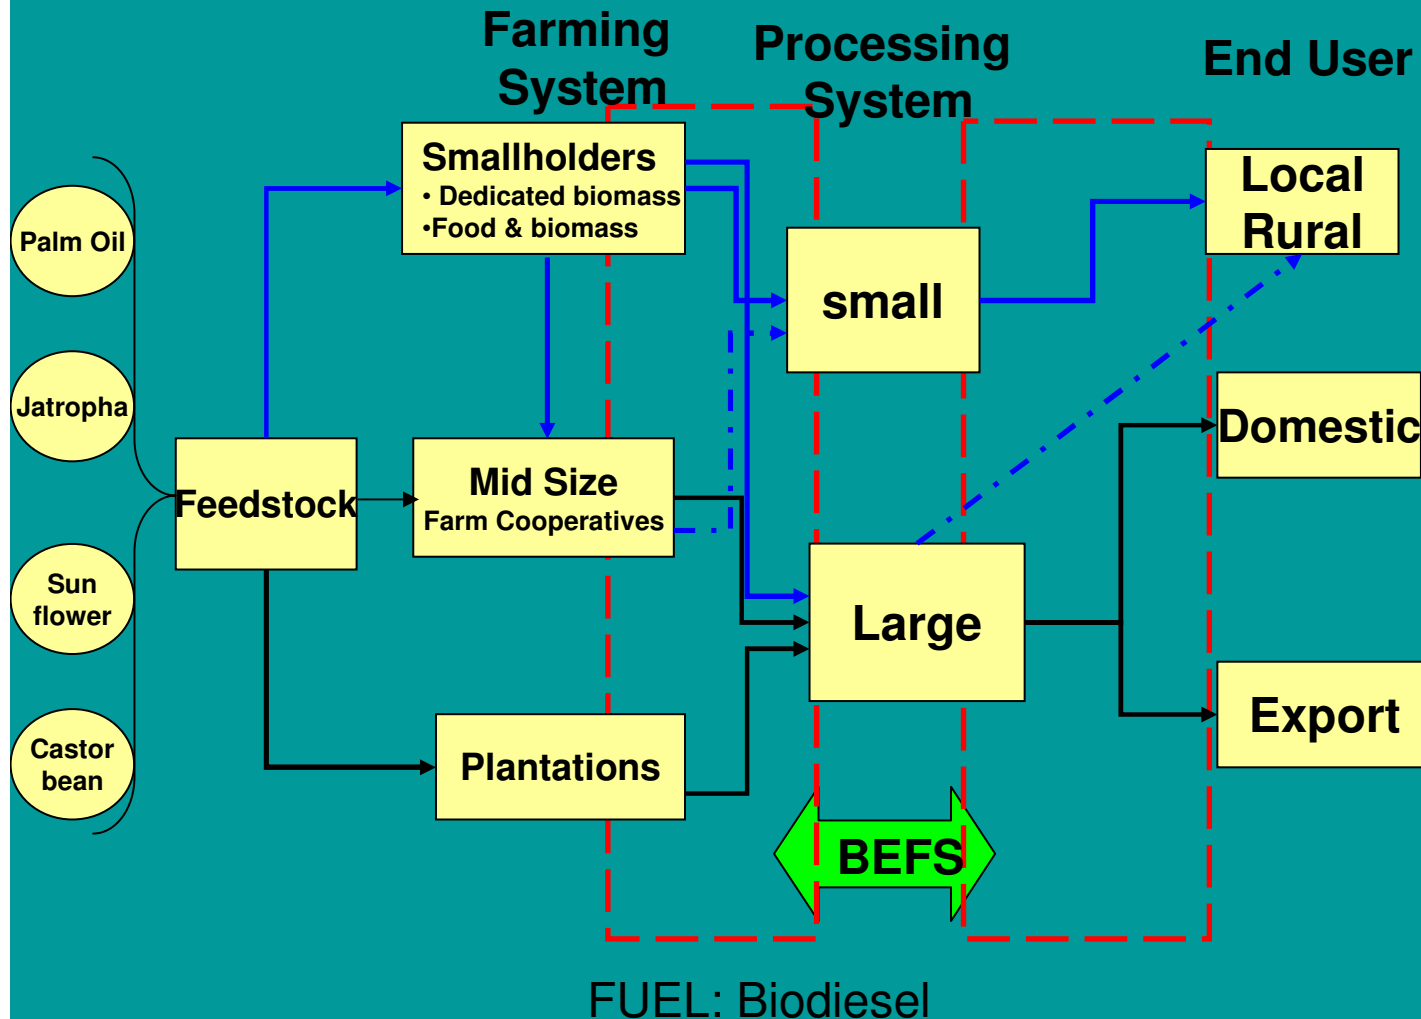 Farming
System
Processing
System
End User
Smallholders
• Dedicated biomass
•Food & biomass
Local
Rural
Palm Oil
small
Jatropha
Domestic
Feedstock
Mid Size
Farm Cooperatives
Sun
flower
Large
Castor
bean
Plantations
Export
BEFS
FUEL: Biodiesel